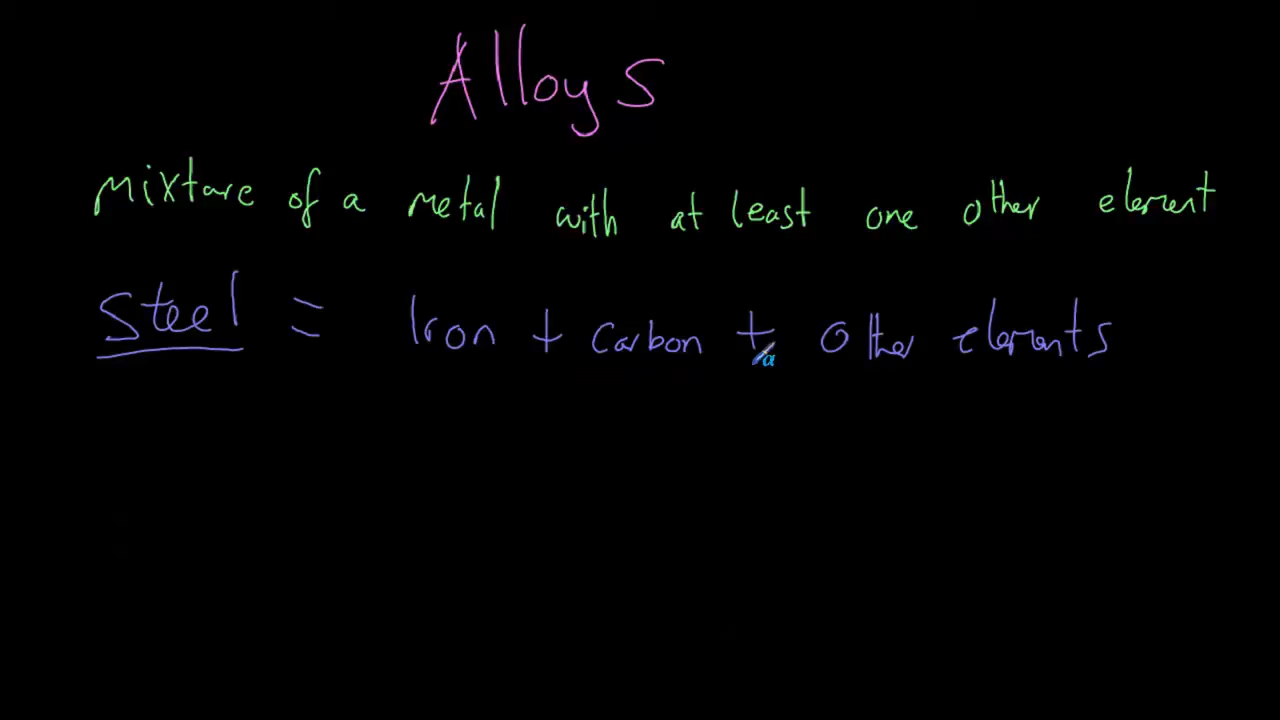 Alloys
mixture of a metal with at least one other element
Steel = Iron + Carbon + Other elements